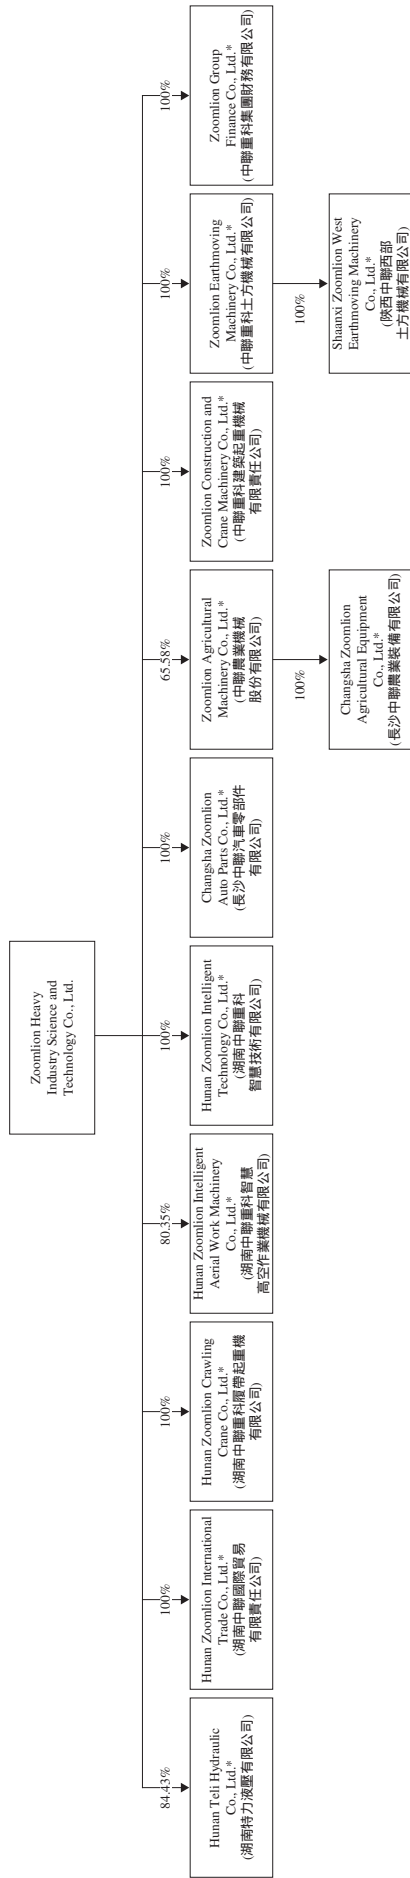 Zoomlion Heavy
Industry Science and
Technology Co., Ltd.
84.43%
100%
100%
80.35%
100%
100%
65.58%
100%
100%
100%
Hunan Teli Hydraulic
Co., Ltd.*
(湖南特力液壓有限公司)
Hunan Zoomlion International
Trade Co., Ltd.*
(湖南中聯國際貿易
有限責任公司)
Hunan Zoomlion Crawling
Crane Co., Ltd.*
(湖南中聯重科履帶起重機
有限公司)
Hunan Zoomlion Intelligent
Aerial Work Machinery
Co., Ltd.*
(湖南中聯重科智慧
高空作業機械有限公司)
Hunan Zoomlion Intelligent
Technology Co., Ltd.*
(湖南中聯重科
智慧技術有限公司)
Changsha Zoomlion
Auto Parts Co., Ltd.*
(長沙中聯汽車零部件
有限公司)
Zoomlion Agricultural
Machinery Co., Ltd.*
(中聯農業機械
股份有限公司)
Zoomlion Construction and
Crane Machinery Co., Ltd.*
(中聯重科建築起重機械
有限責任公司)
Zoomlion Earthmoving
Machinery Co., Ltd.*
(中聯重科土方機械有限公司)
Zoomlion Group
Finance Co., Ltd.*
(中聯重科集團財務有限公司)
100%
100%
Changsha Zoomlion
Agricultural Equipment
Co., Ltd.*
(長沙中聯農業裝備有限公司)
Shaanxi Zoomlion West
Earthmoving Machinery
Co., Ltd.*
(陝西中聯西部
土方機械有限公司)